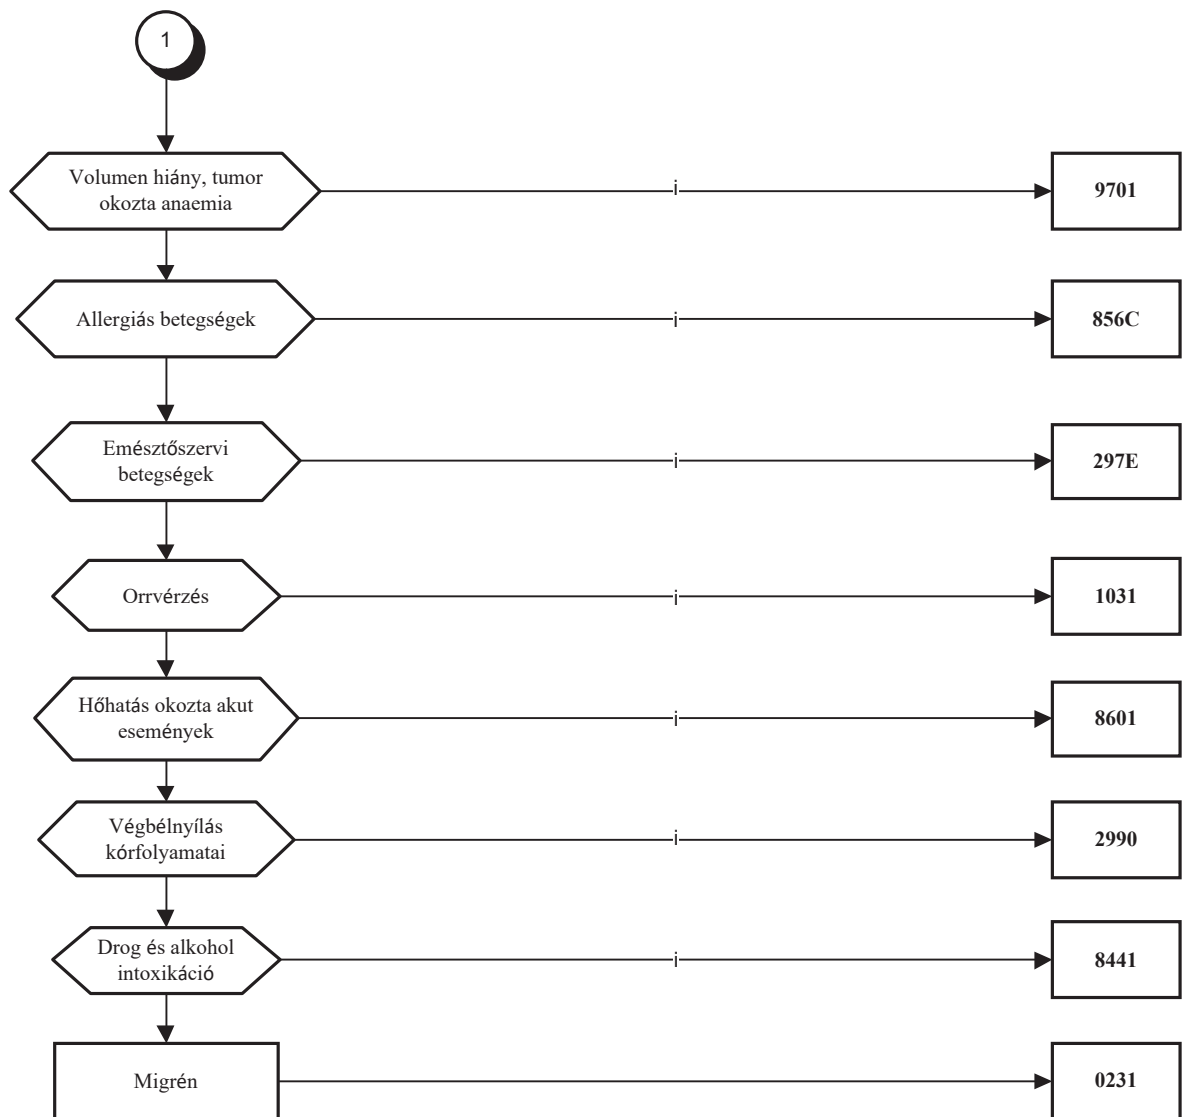 1
Volumen hiány, tumor
okozta anaemia
i
9701
Allergiás betegségek
i
856C
Emésztőszervi
betegségek
i
297E
Orrvérzés
i
1031
Hőhatás okozta akut
események
i
8601
Végbélnyílás
kórfolyamatai
i
2990
Drog és alkohol
intoxikáció
i
8441
Migrén
0231